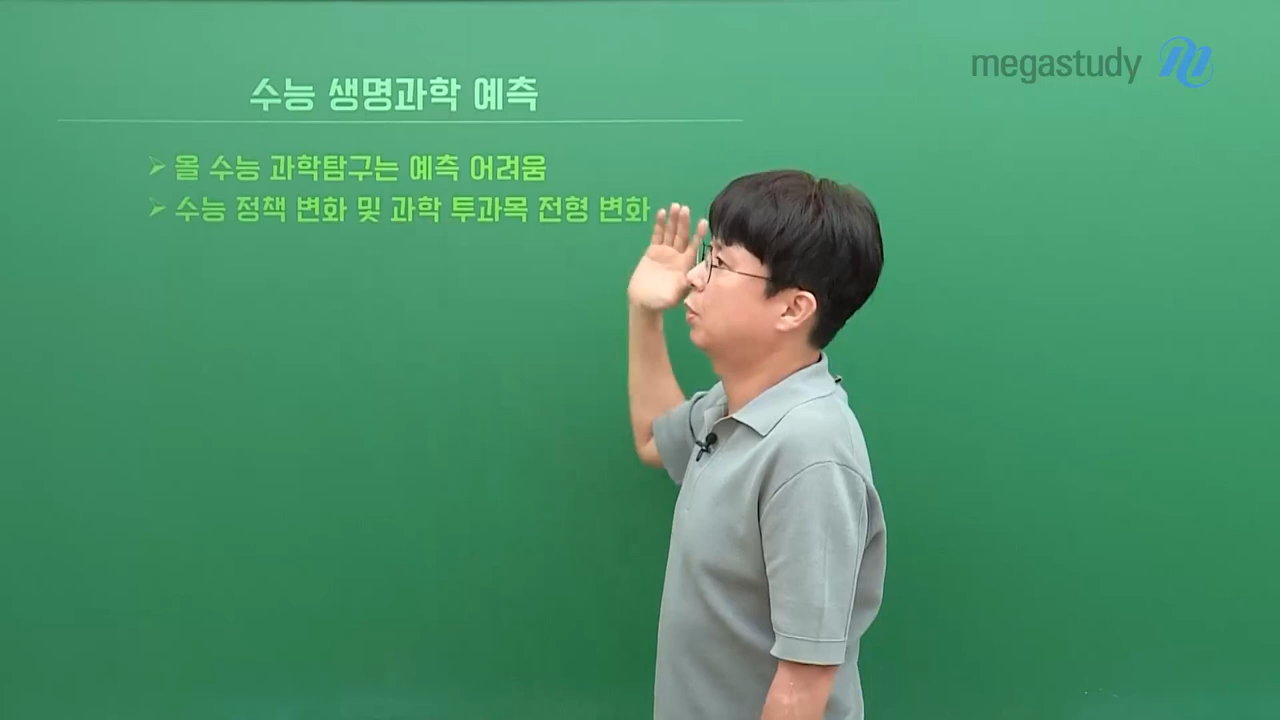 megastudy
수능 생명과학 예측
➢ 올 수능 과학탐구는 예측 어려움
➢ 수능 정책 변화 및 과학 투과목 전형 변화